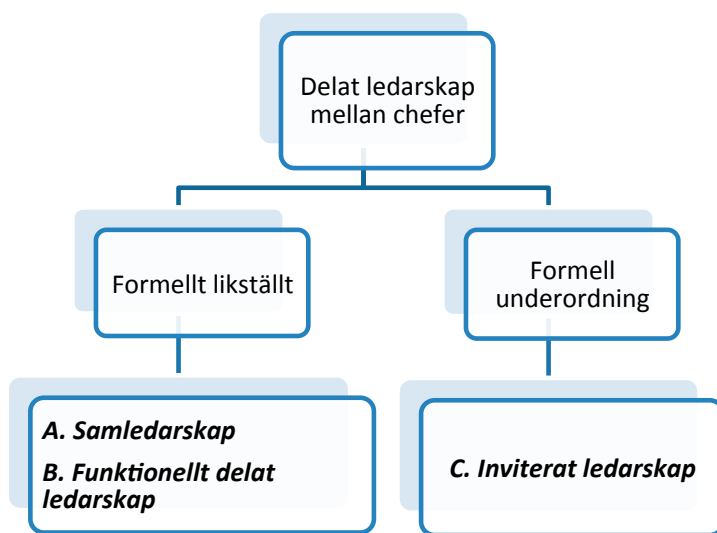 Delat ledarskap
mellan chefer
Formellt likställt
Formell
underordning
A. Samledarskap
B. Funktionellt delat
ledarskap
C. Inviterat ledarskap